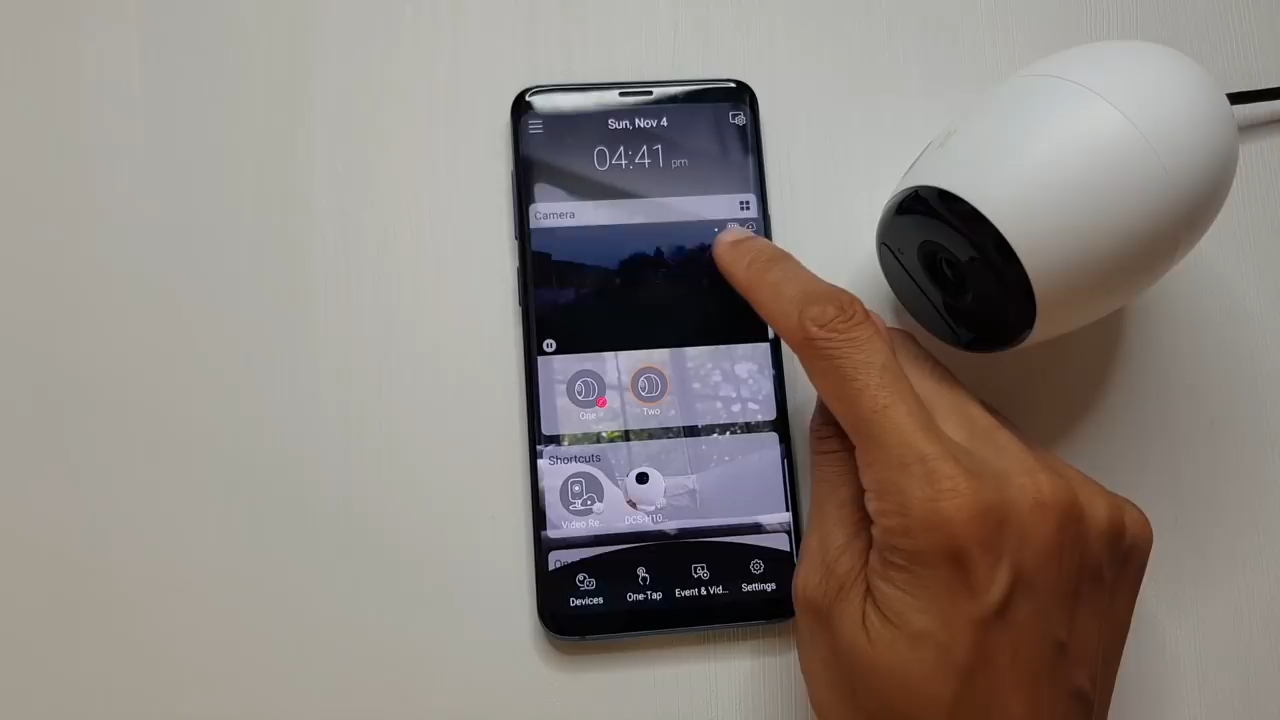 Sun, Nov 4
04:41 pm
Camera
One
Two
Shortcuts
Video Re...
DCS-H10...
Devices
One-Tap
Event & Vid...
Settings